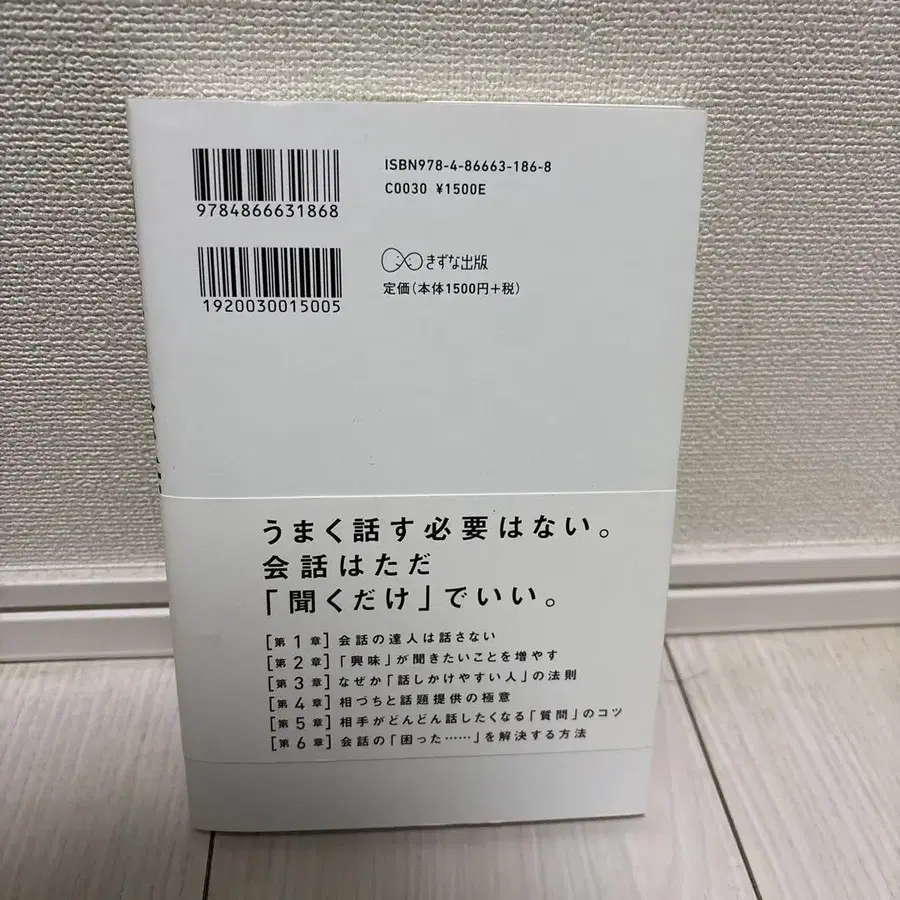 ISBN978-4-86663-186-8
C0030 ¥1500E
9784866631868
きずな出版
定価(本体1500円+税)
1920030015005
うまく話す必要はない。
会話はただ
「聞くだけ」でいい。
[第1章]会話の達人は話さない
[第2章]「興味」が聞きたいことを増やす
[第3章]なぜか「話しかけやすい人」の法則
[第4章]相づちと話題提供の極意
[第5章]相手がどんどん話したくなる「質問」のコツ
[第6章]会話の「困った……」を解決する方法